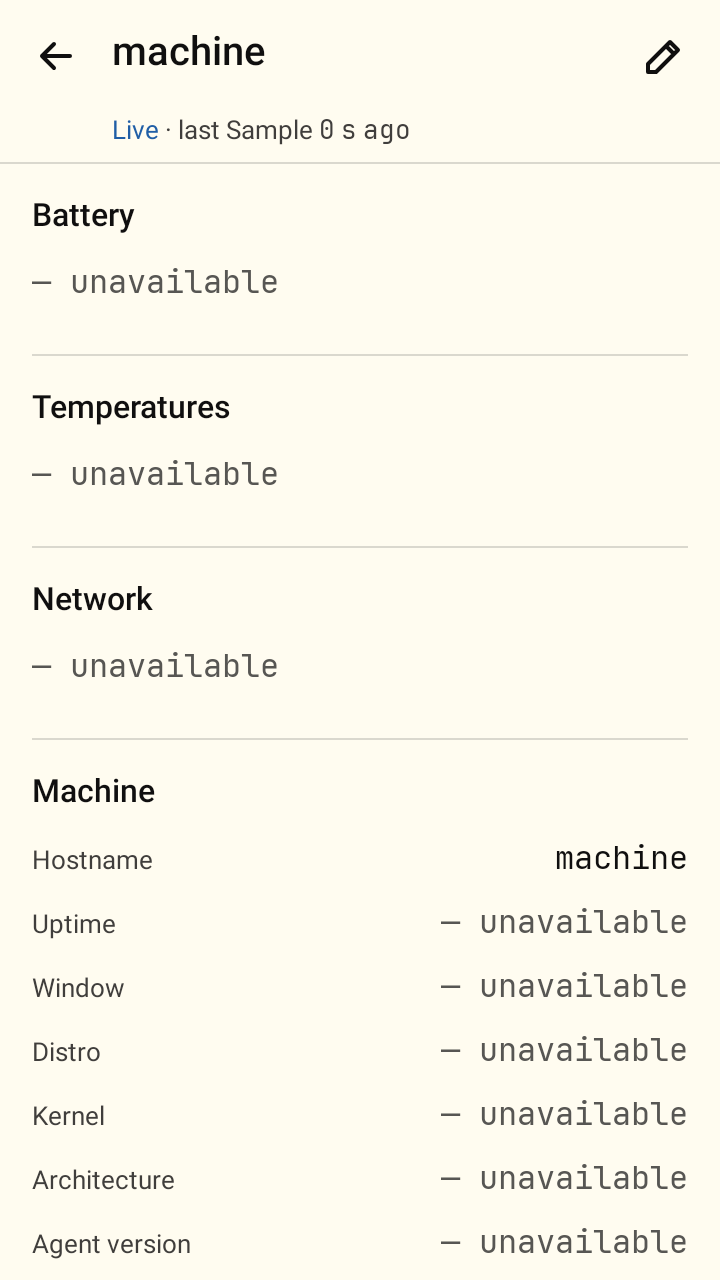 machine
Live · last Sample 0 s ago
Battery
— unavailable
Temperatures
— unavailable
Network
— unavailable
Machine
Hostname machine
Uptime — unavailable
Window — unavailable
Distro — unavailable
Kernel — unavailable
Architecture — unavailable
Agent version — unavailable